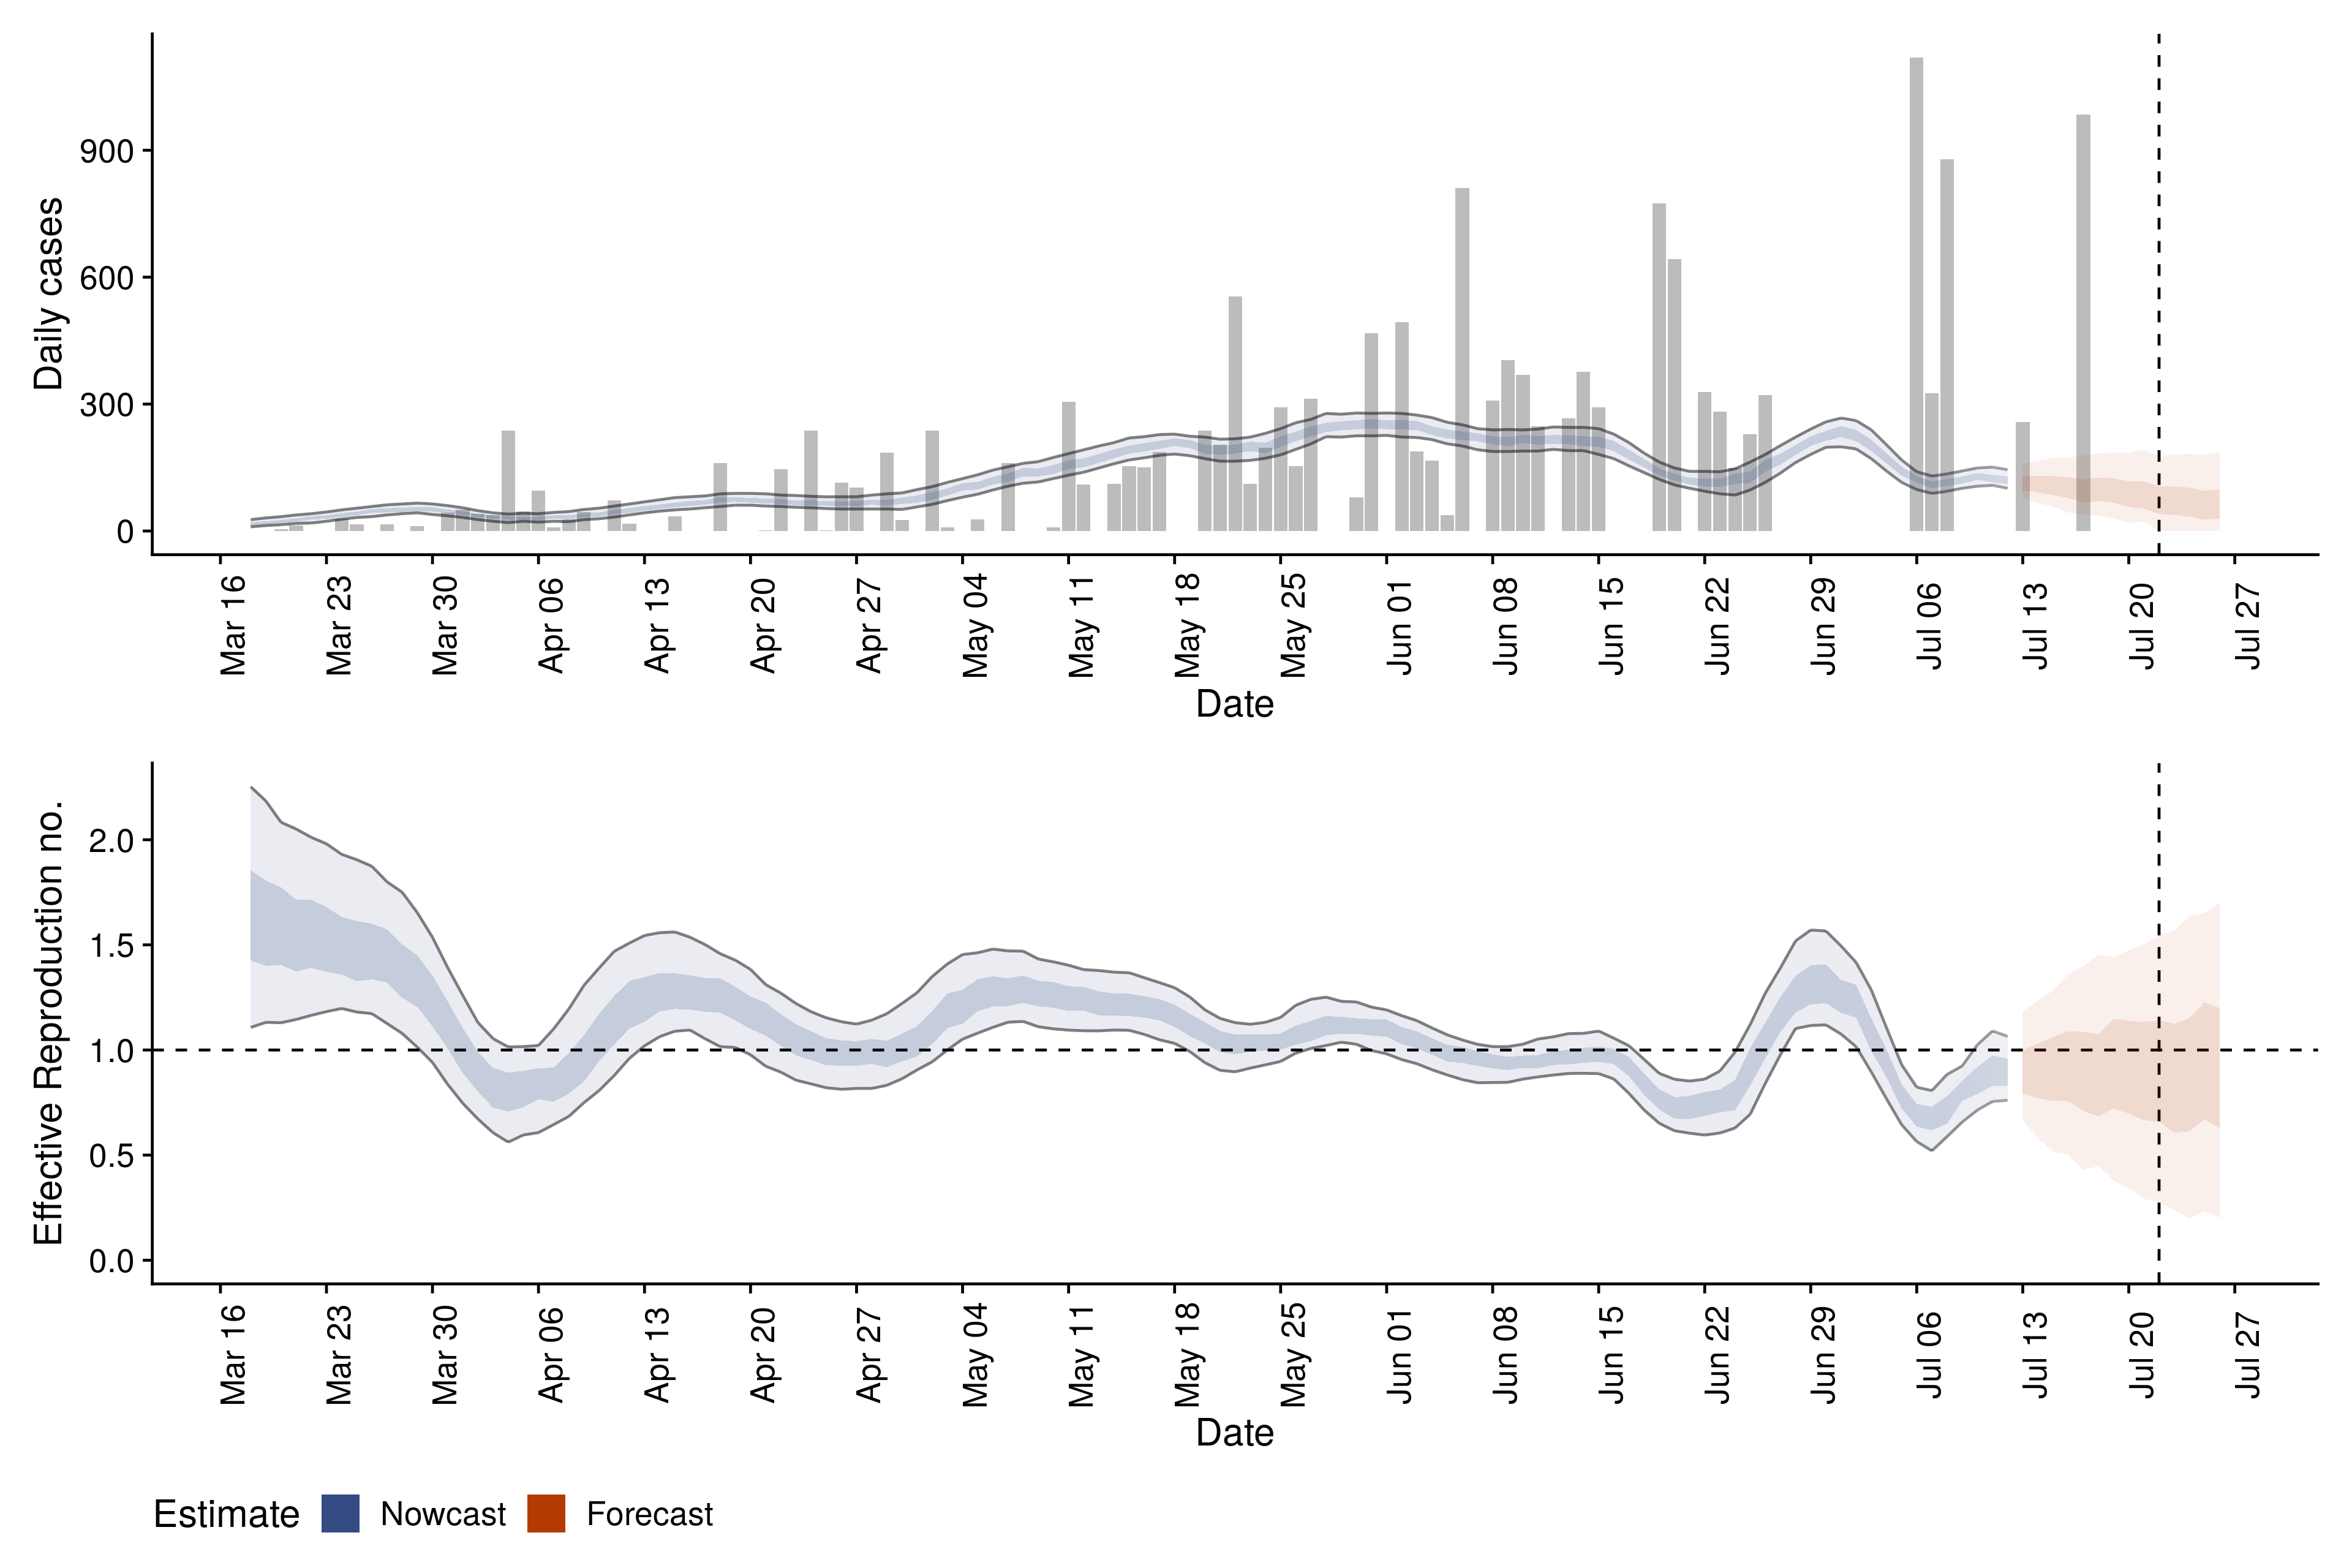 Daily cases
900
600
300
0
Mar 16
Mar 23
Mar 30
Apr 06
Apr 13
Apr 20
Apr 27
May 04
May 11
May 18
May 25
Jun 01
Jun 08
Jun 15
Jun 22
Jun 29
Jul 06
Jul 13
Jul 20
Jul 27
Date
Effective Reproduction no.
2.0
1.5
1.0
0.5
0.0
Mar 16
Mar 23
Mar 30
Apr 06
Apr 13
Apr 20
Apr 27
May 04
May 11
May 18
May 25
Jun 01
Jun 08
Jun 15
Jun 22
Jun 29
Jul 06
Jul 13
Jul 20
Jul 27
Date
Estimate Nowcast Forecast